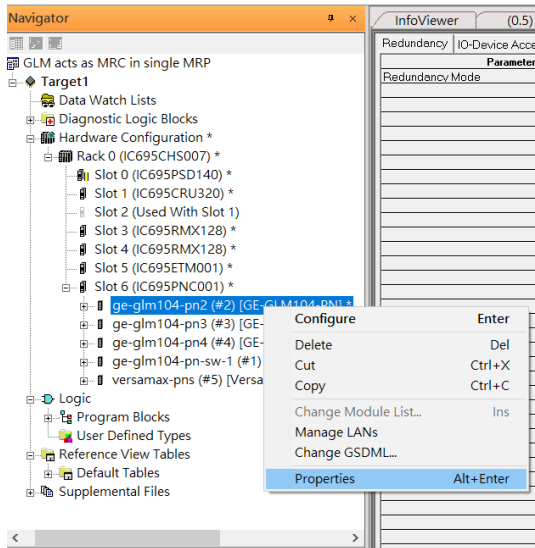 Navigator
InfoViewer
(0.5)
Redundancy
IO-Device Acce
Parameter
Redundancy Mode
GLM acts as MRC in single MRP
Target1
Data Watch Lists
Diagnostic Logic Blocks
Hardware Configuration *
Rack 0 (IC695CHS007) *
Slot 0 (IC695PSD140) *
Slot 1 (IC695CRU320) *
Slot 2 (Used With Slot 1)
Slot 3 (IC695RMX128) *
Slot 4 (IC695RMX128) *
Slot 5 (IC695ETM001) *
Slot 6 (IC695PNC001) *
ge-glm104-pn2 (#2) [GE-GLM104-PN] *
ge-glm104-pn3 (#3) [GE-
ge-glm104-pn4 (#4) [GE-
ge-glm104-pn-sw-1 (#1)
versamax-pns (#5) [Versa
Logic
Program Blocks
User Defined Types
Reference View Tables
Default Tables
Supplemental Files
Configure Enter
Delete Del
Cut Ctrl+X
Copy Ctrl+C
Change Module List... Ins
Manage LANs
Change GSDML...
Properties Alt+Enter